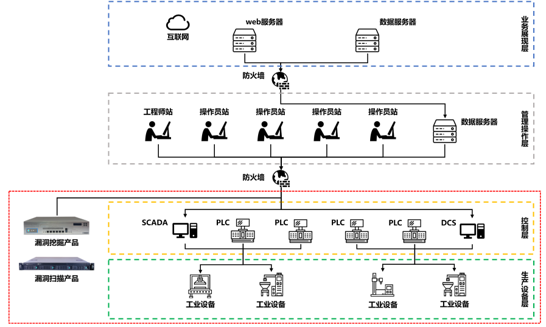 互联网
web服务器
数据服务器
业务展现层
防火墙
工程师站
操作员站
操作员站
操作员站
操作员站
数据服务器
管理操作层
防火墙
漏洞挖掘产品
漏洞扫描产品
SCADA
PLC
PLC
PLC
PLC
DCS
控制层
工业设备
工业设备
工业设备
工业设备
生产设备层